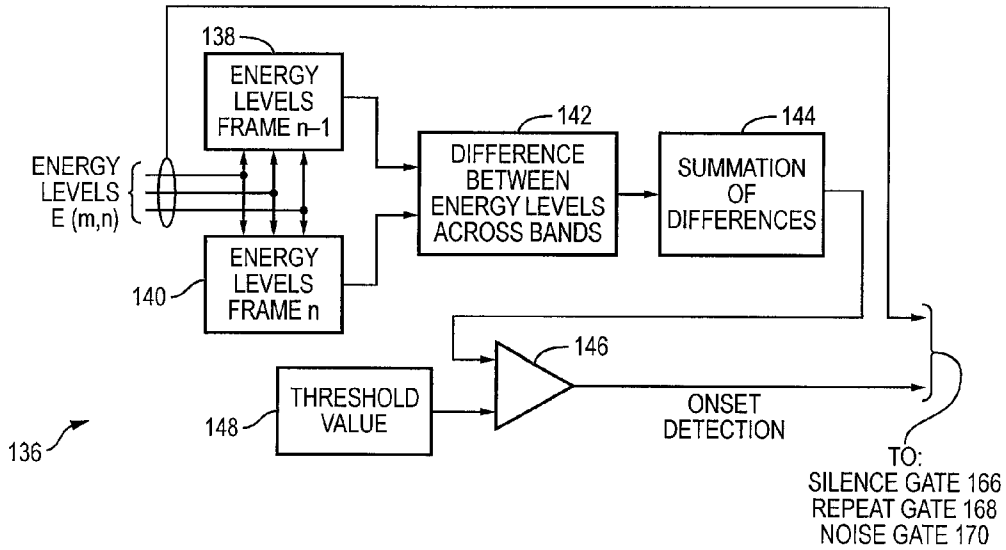 138
ENERGY
LEVELS
FRAME n–1
142
DIFFERENCE
BETWEEN
ENERGY LEVELS
ACROSS BANDS
144
SUMMATION
OF
DIFFERENCES
ENERGY
LEVELS
E (m,n)
140
ENERGY
LEVELS
FRAME n
146
148
THRESHOLD
VALUE
ONSET
DETECTION
136
TO:
SILENCE GATE 166
REPEAT GATE 168
NOISE GATE 170